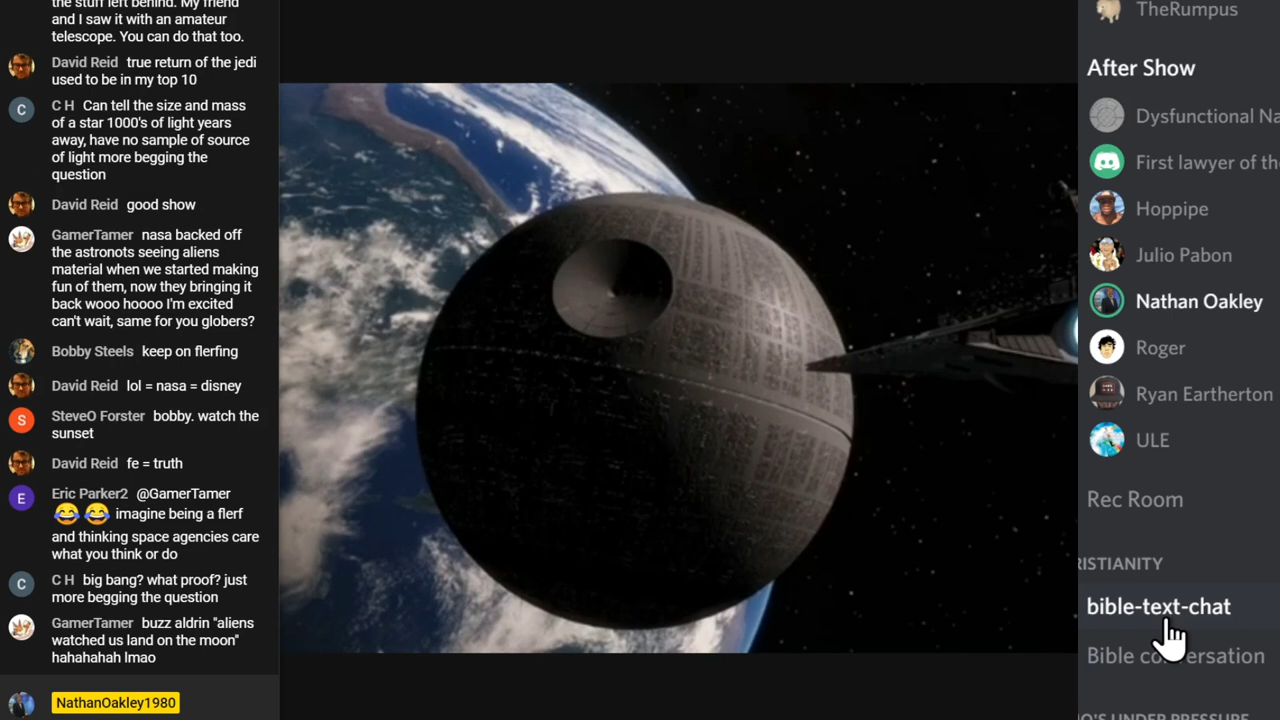 the stuff left behind. My friend
and I saw it with an amateur
telescope. You can do that too.
David Reid true return of the jedi
used to be in my top 10
C H Can tell the size and mass
of a star 1000's of light years
away, have no sample of source
of light more begging the
question
David Reid good show
GamerTamer nasa backed off
the astronots seeing aliens
material when we started making
fun of them, now they bringing it
back wooo hoooo I'm excited
can't wait, same for you globers?
Bobby Steels keep on flerfing
David Reid lol = nasa = disney
SteveO Forster bobby. watch the
sunset
David Reid fe = truth
Eric Parker2 @GamerTamer
😂 😂 imagine being a flerf
and thinking space agencies care
what you think or do
C H big bang? what proof? just
more begging the question
GamerTamer buzz aldrin "aliens
watched us land on the moon"
hahahahah lmao
NathanOakley1980
TheRumpus
After Show
Dysfunctional Na
First lawyer of th
Hoppipe
Julio Pabon
Nathan Oakley
Roger
Ryan Eartherton
ULE
Rec Room
RISTIANITY
bible-text-chat
Bible co ersation
O'S UNDER PRESSURE